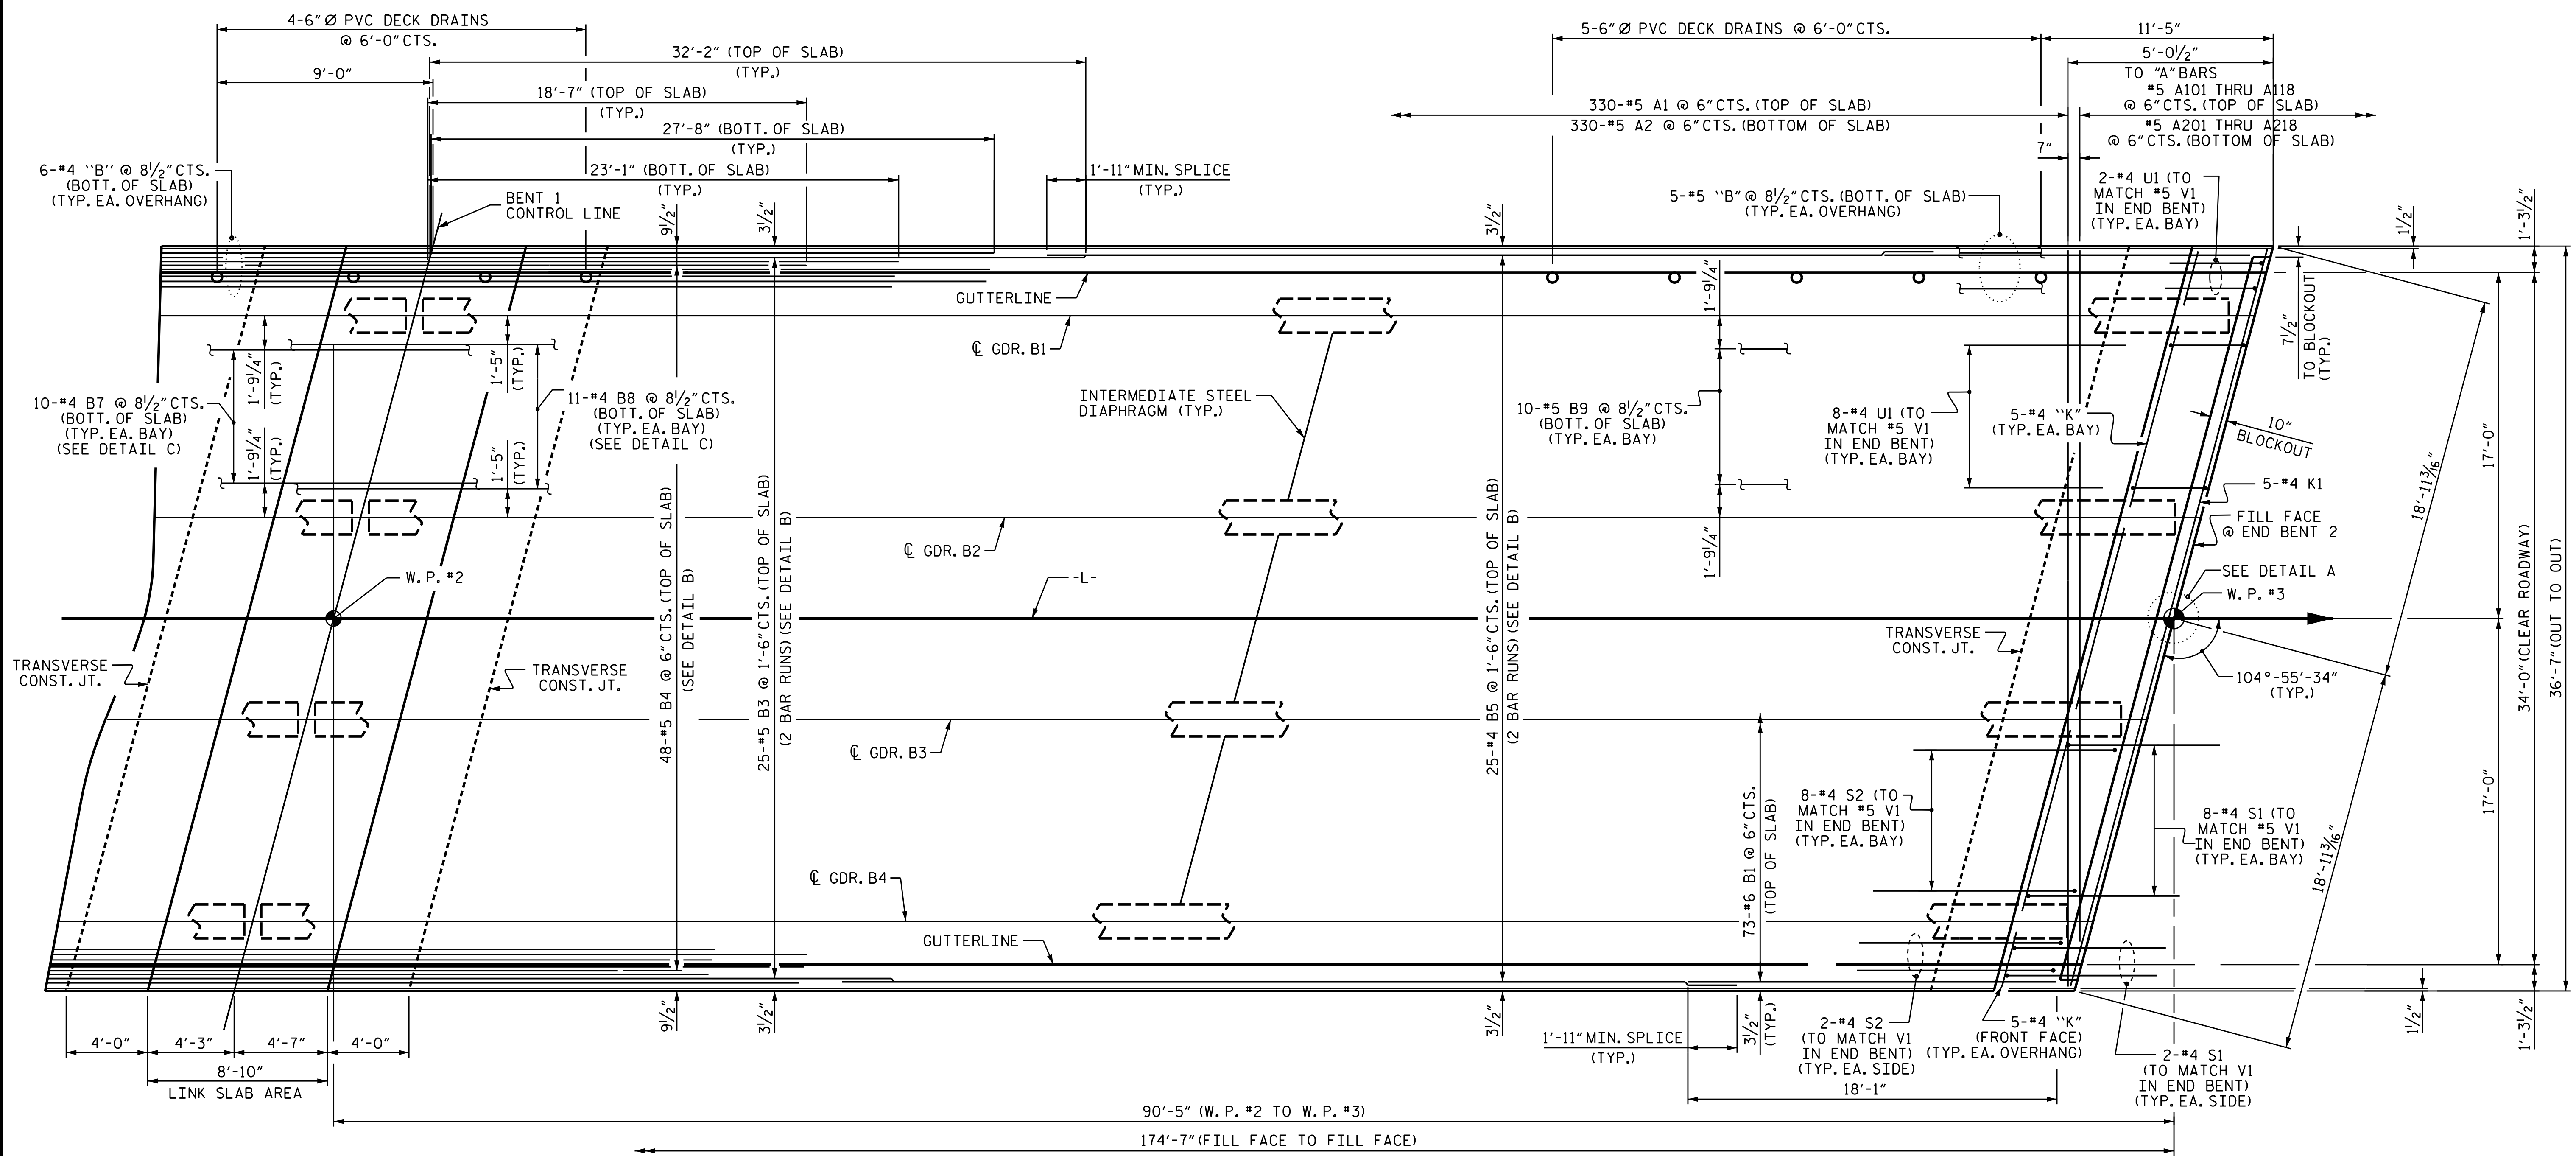 4-6" Ø PVC DECK DRAINS
@ 6'-0" CTS.
9'-0"
32'-2" (TOP OF SLAB)
(TYP.)
18'-7" (TOP OF SLAB)
(TYP.)
27'-8" (BOTT. OF SLAB)
(TYP.)
23'-1" (BOTT. OF SLAB)
(TYP.)
1'-11" MIN. SPLICE
(TYP.)
6-#4 ``B'' @ 8½" CTS.
(BOTT. OF SLAB)
(TYP. EA. OVERHANG)
BENT 1
CONTROL LINE
9½"
3½"
5-6" Ø PVC DECK DRAINS @ 6'-0" CTS.
11'-5"
5'-0½"
TO "A" BARS
#5 A101 THRU A118
@ 6" CTS. (TOP OF SLAB)
#5 A201 THRU A218
@ 6" CTS. (BOTTOM OF SLAB)
330-#5 A1 @ 6" CTS. (TOP OF SLAB)
330-#5 A2 @ 6" CTS. (BOTTOM OF SLAB)
7"
5-#5 ``B" @ 8½" CTS. (BOTT. OF SLAB)
(TYP. EA. OVERHANG)
2-#4 U1 (TO
MATCH #5 V1
IN END BENT)
(TYP. EA. BAY)
3½"
1½"
1'-3½"
GUTTERLINE
℄ GDR. B1
1'-9¼"
7½"
TO BLOCKOUT
(TYP.)
1'-9¼"
(TYP.)
1'-5"
(TYP.)
10-#4 B7 @ 8½" CTS.
(BOTT. OF SLAB)
(TYP. EA. BAY)
(SEE DETAIL C)
11-#4 B8 @ 8½" CTS.
(BOTT. OF SLAB)
(TYP. EA. BAY)
(SEE DETAIL C)
1'-9¼"
(TYP.)
1'-5"
(TYP.)
INTERMEDIATE STEEL
DIAPHRAGM (TYP.)
10-#5 B9 @ 8½" CTS.
(BOTT. OF SLAB)
(TYP. EA. BAY)
8-#4 U1 (TO
MATCH #5 V1
IN END BENT)
(TYP. EA. BAY)
5-#4 ``K"
(TYP. EA. BAY)
10"
BLOCKOUT
17'-0"
18'-11 3/16"
5-#4 K1
FILL FACE
@ END BENT 2
1'-9¼"
℄ GDR. B2
W. P. #2
-L-
SEE DETAIL A
W. P. #3
48-#5 B4 @ 6" CTS. (TOP OF SLAB)
(SEE DETAIL B)
25-#5 B3 @ 1'-6" CTS. (TOP OF SLAB)
(2 BAR RUNS) (SEE DETAIL B)
25-#4 B5 @ 1'-6" CTS. (TOP OF SLAB)
(2 BAR RUNS) (SEE DETAIL B)
34'-0" (CLEAR ROADWAY)
36'-7" (OUT TO OUT)
TRANSVERSE
CONST. JT.
TRANSVERSE
CONST. JT.
TRANSVERSE
CONST. JT.
104°-55'-34"
(TYP.)
℄ GDR. B3
73-#6 B1 @ 6" CTS.
(TOP OF SLAB)
8-#4 S2 (TO
MATCH #5 V1
IN END BENT)
(TYP. EA. BAY)
8-#4 S1 (TO
MATCH #5 V1
IN END BENT)
(TYP. EA. BAY)
17'-0"
18'-11 3/16"
℄ GDR. B4
GUTTERLINE
4'-0"
4'-3"
4'-7"
4'-0"
8'-10"
LINK SLAB AREA
9½"
3½"
3½"
3½"
(TYP.)
1'-11" MIN. SPLICE
(TYP.)
2-#4 S2
(TO MATCH V1
IN END BENT)
(TYP. EA. SIDE)
5-#4 ``K"
(FRONT FACE)
(TYP. EA. OVERHANG)
2-#4 S1
(TO MATCH V1
IN END BENT)
(TYP. EA. SIDE)
1½"
1'-3½"
18'-1"
90'-5" (W. P. #2 TO W. P. #3)
174'-7" (FILL FACE TO FILL FACE)